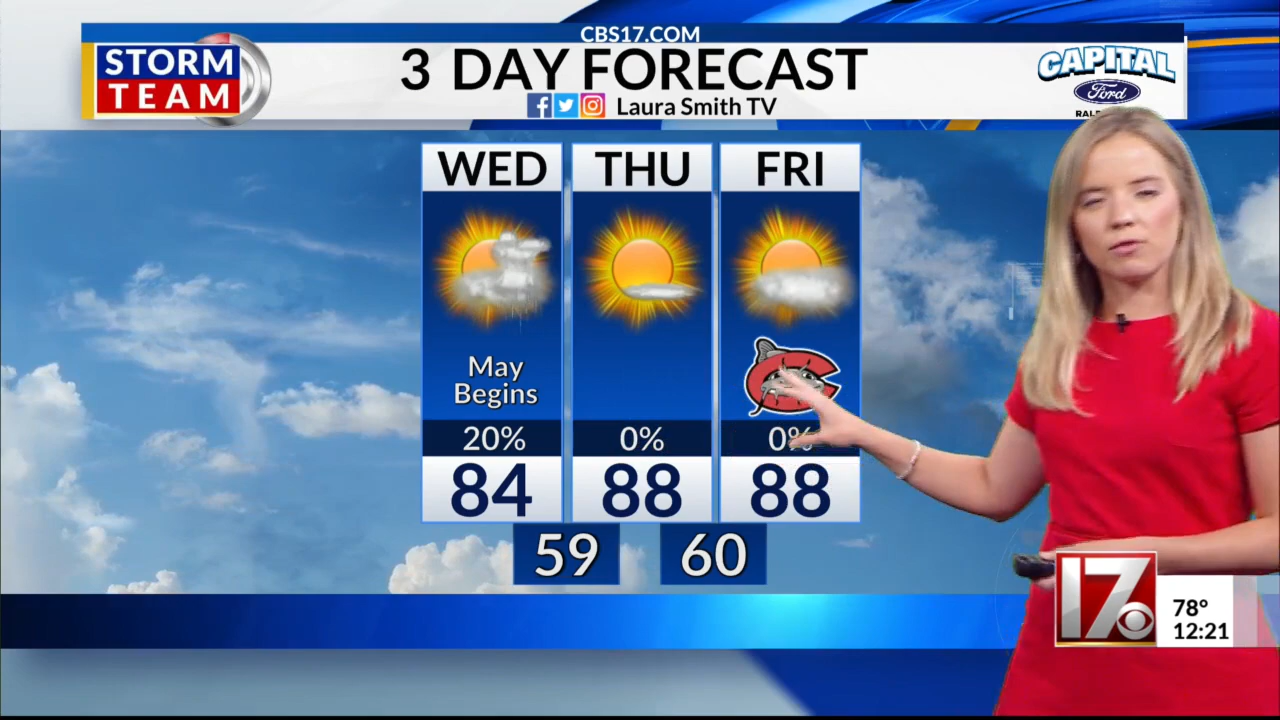 CBS17.COM
STORM
TEAM
3 DAY FORECAST
Laura Smith TV
CAPITAL
Ford
WED THU FRI
May
Begins
20% 0% 0%
84 88 88
59 60
17
78°
12:21